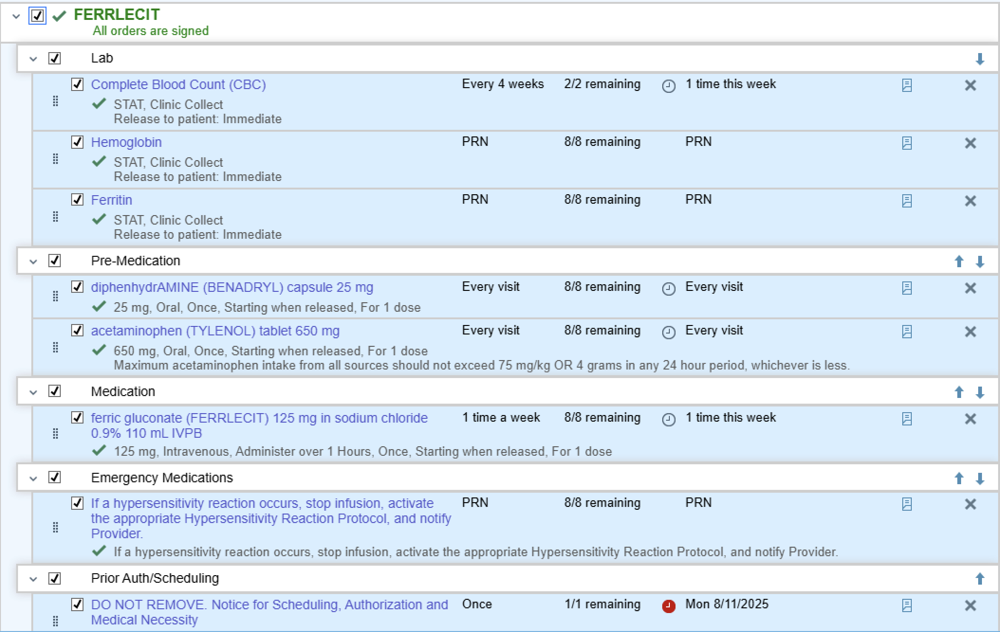 FERRLECIT
All orders are signed
Lab
Complete Blood Count (CBC) Every 4 weeks 2/2 remaining 1 time this week
STAT, Clinic Collect
Release to patient: Immediate
Hemoglobin PRN 8/8 remaining PRN
STAT, Clinic Collect
Release to patient: Immediate
Ferritin PRN 8/8 remaining PRN
STAT, Clinic Collect
Release to patient: Immediate
Pre-Medication
diphenhydrAMINE (BENADRYL) capsule 25 mg Every visit 8/8 remaining Every visit
25 mg, Oral, Once, Starting when released, For 1 dose
acetaminophen (TYLENOL) tablet 650 mg Every visit 8/8 remaining Every visit
650 mg, Oral, Once, Starting when released, For 1 dose
Maximum acetaminophen intake from all sources should not exceed 75 mg/kg OR 4 grams in any 24 hour period, whichever is less.
Medication
ferric gluconate (FERRLECIT) 125 mg in sodium chloride 1 time a week 8/8 remaining 1 time this week
0.9% 110 mL IVPB
125 mg, Intravenous, Administer over 1 Hours, Once, Starting when released, For 1 dose
Emergency Medications
If a hypersensitivity reaction occurs, stop infusion, activate PRN 8/8 remaining PRN
the appropriate Hypersensitivity Reaction Protocol, and notify
Provider.
If a hypersensitivity reaction occurs, stop infusion, activate the appropriate Hypersensitivity Reaction Protocol, and notify Provider.
Prior Auth/Scheduling
DO NOT REMOVE. Notice for Scheduling, Authorization and Once 1/1 remaining Mon 8/11/2025
Medical Necessity